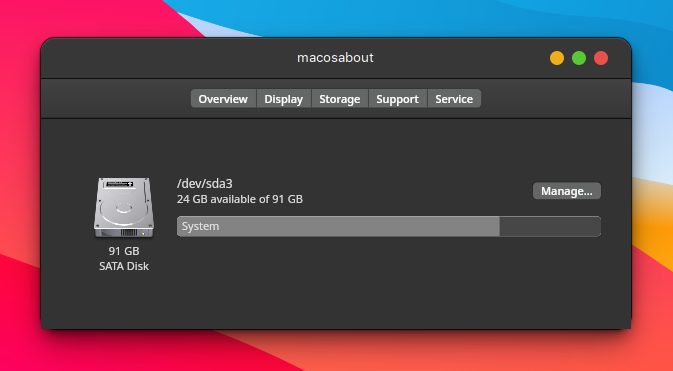 macosabout
Overview Display Storage Support Service
/dev/sda3
24 GB available of 91 GB
Manage...
System
91 GB
SATA Disk